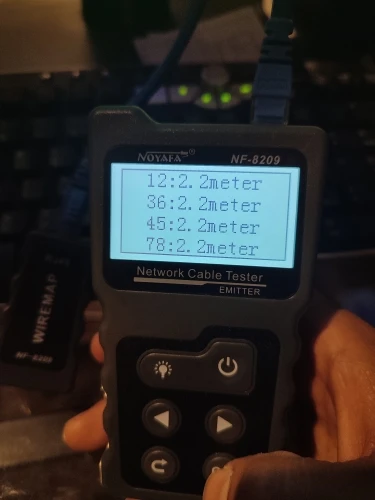 NOYAFA® NF-8209
12:2.2meter
36:2.2meter
45:2.2meter
78:2.2meter
Network Cable Tester
EMITTER
WIREMAP
NF-8209